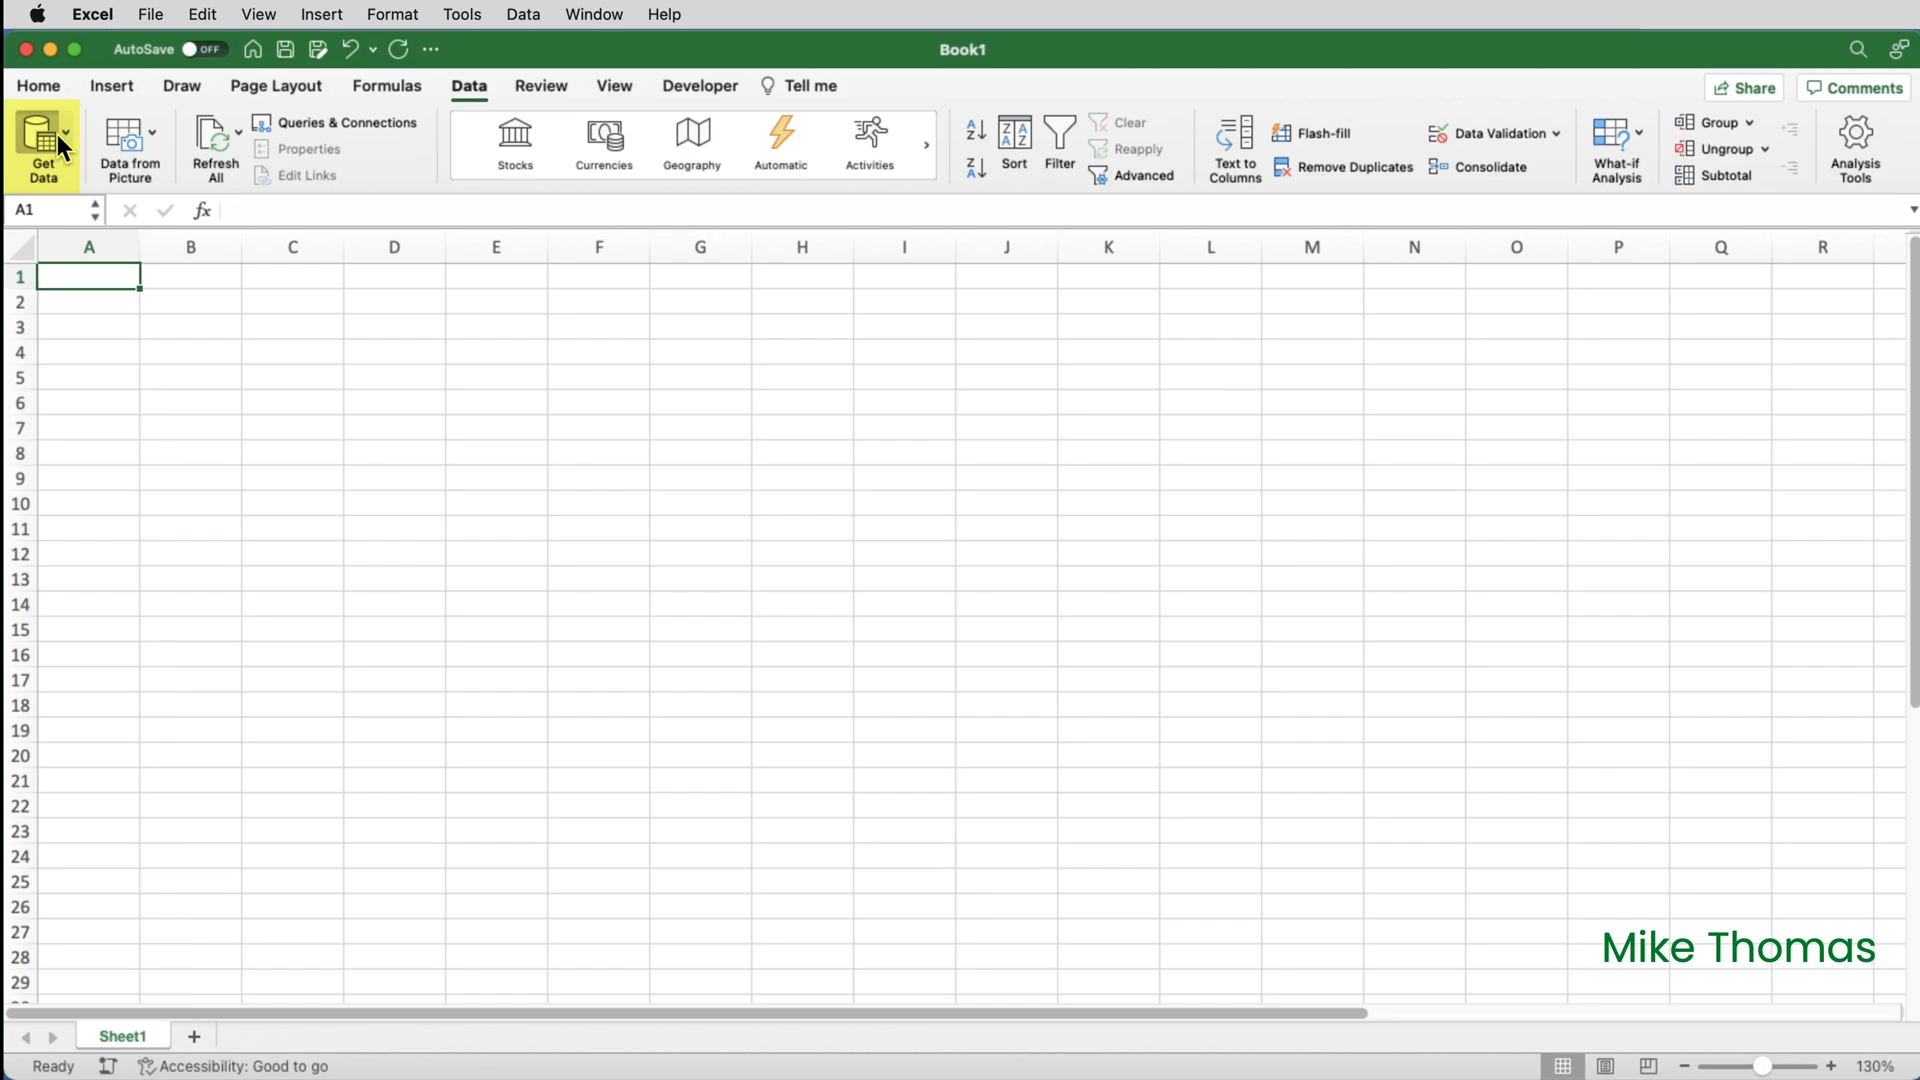 Excel File Edit View Insert Format Tools Data Window Help
AutoSave OFF Book1
Home Insert Draw Page Layout Formulas Data Review View Developer Tell me Share Comments
Get Data
Data from Picture
Refresh All
Queries & Connections
Properties
Edit Links
Stocks
Currencies
Geography
Automatic
Activities
Sort
Filter
Clear
Reapply
Advanced
Text to Columns
Flash-fill
Remove Duplicates
Data Validation
Consolidate
What-if Analysis
Group
Ungroup
Subtotal
Analysis Tools
A1 fx
A B C D E F G H I J K L M N O P Q R
1
2
3
4
5
6
7
8
9
10
11
12
13
14
15
16
17
18
19
20
21
22
23
24
25
26
27
28
29
Mike Thomas
Sheet1
Ready Accessibility: Good to go 130%